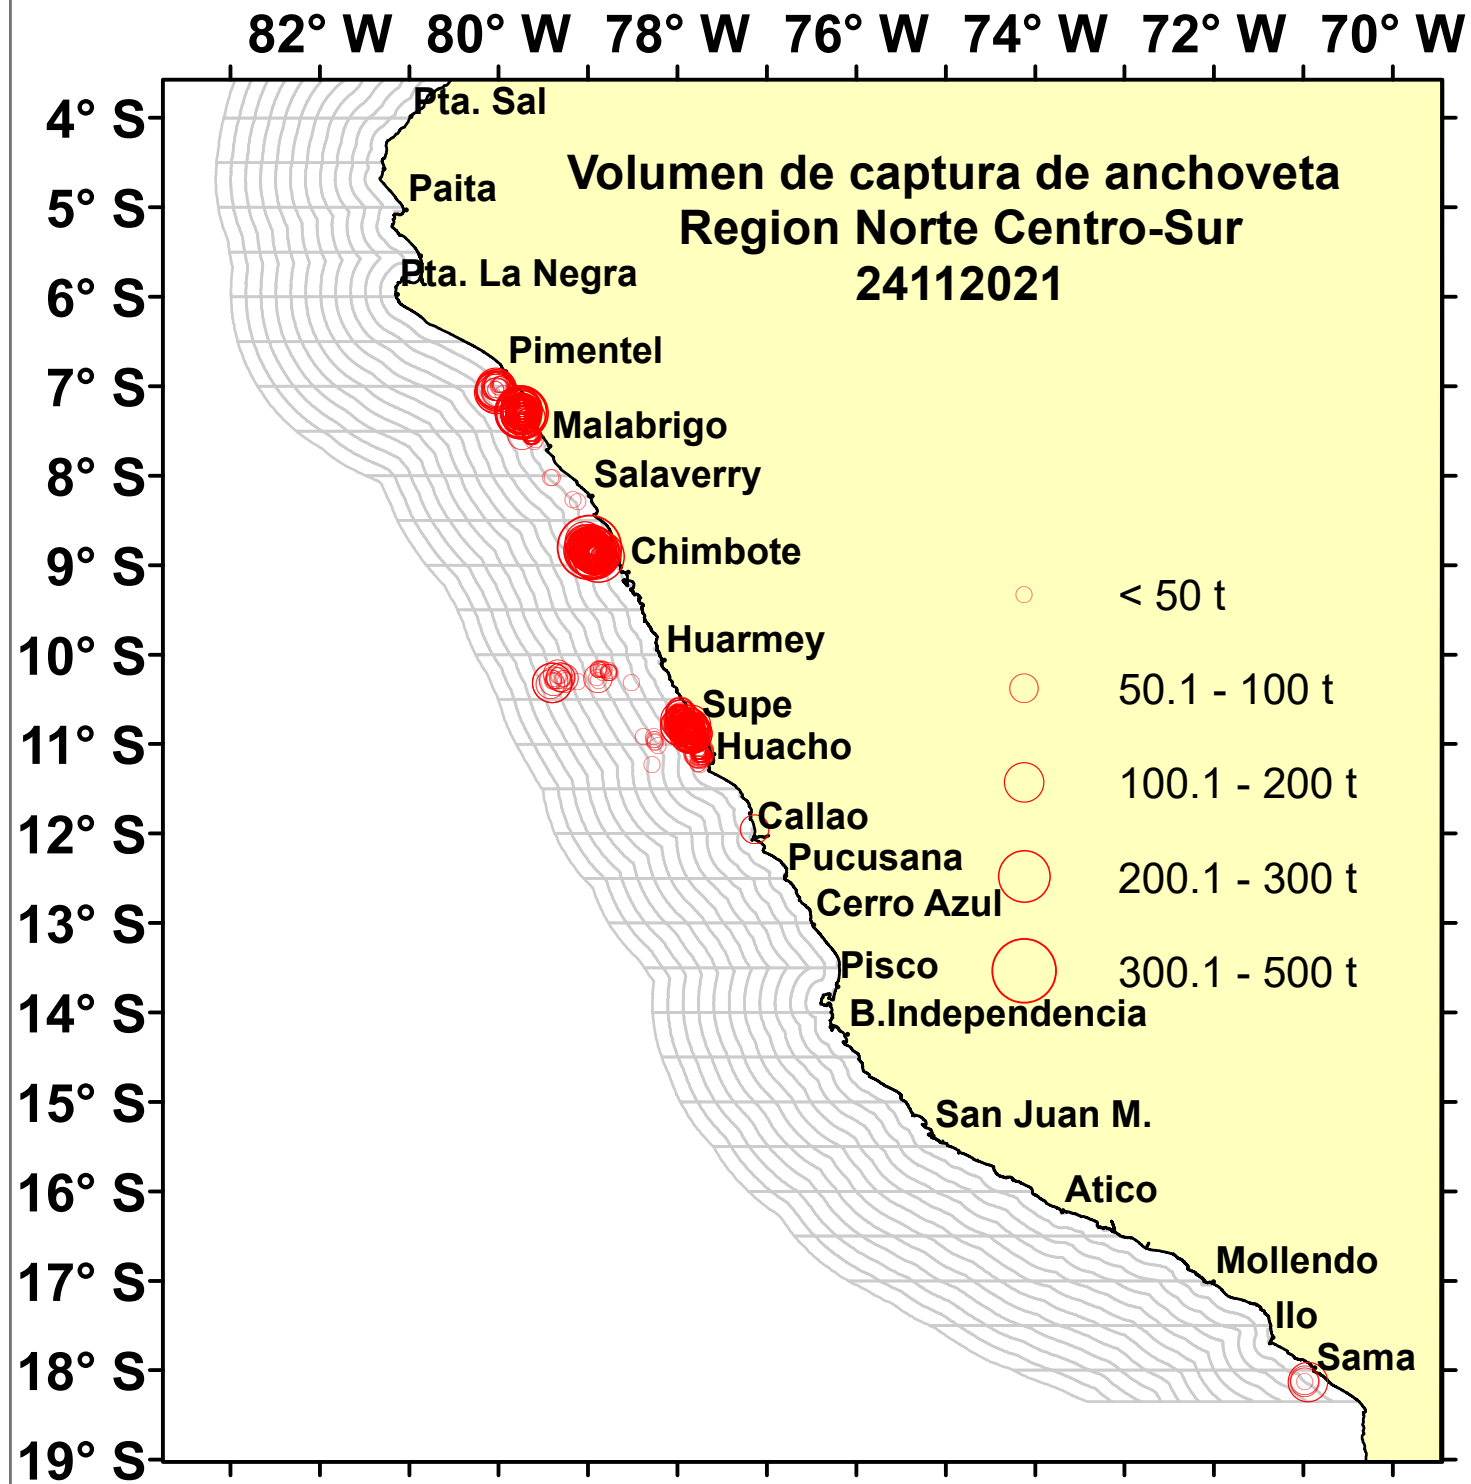 82° W 80° W 78° W 76° W 74° W 72° W 70° W
4° S
5° S
6° S
7° S
8° S
9° S
10° S
11° S
12° S
13° S
14° S
15° S
16° S
17° S
18° S
19° S
Volumen de captura de anchoveta
Region Norte Centro-Sur
24112021
Pta. Sal
Paita
Pta. La Negra
Pimentel
Malabrigo
Salaverry
Chimbote
Huarmey
Supe
Huacho
Callao
Pucusana
Cerro Azul
Pisco
B.Independencia
San Juan M.
Atico
Mollendo
Ilo
Sama
< 50 t
50.1 - 100 t
100.1 - 200 t
200.1 - 300 t
300.1 - 500 t